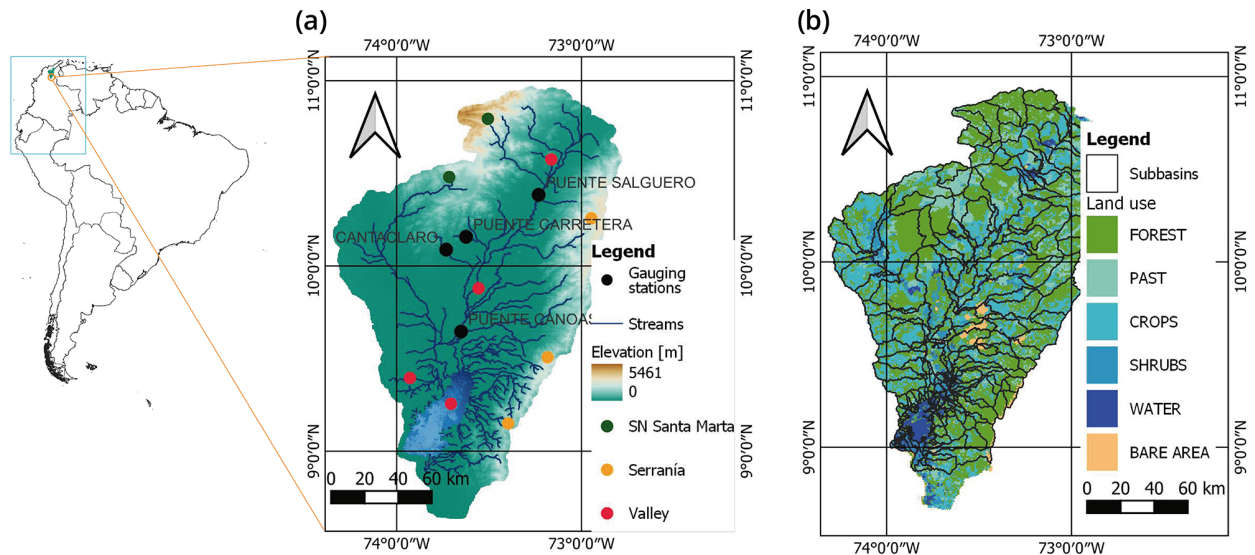 (a)
74°0′0″W 73°0′0″W
11°0′0″N
10°0′0″N
9°0′0″N
PUENTE SALGUERO
PUENTE CARRETERA
CANTACLARO
PUENTE CANOAS
Legend
Gauging
stations
Streams
Elevation [m]
5461
0
SN Santa Marta
Serranía
Valley
0 20 40 60 km
11°0′0″N
10°0′0″N
9°0′0″N
74°0′0″W 73°0′0″W
(b)
74°0′0″W 73°0′0″W
11°0′0″N
10°0′0″N
9°0′0″N
Legend
Subbasins
Land use
FOREST
PAST
CROPS
SHRUBS
WATER
BARE AREA
0 20 40 60 km
11°0′0″N
10°0′0″N
9°0′0″N
74°0′0″W 73°0′0″W